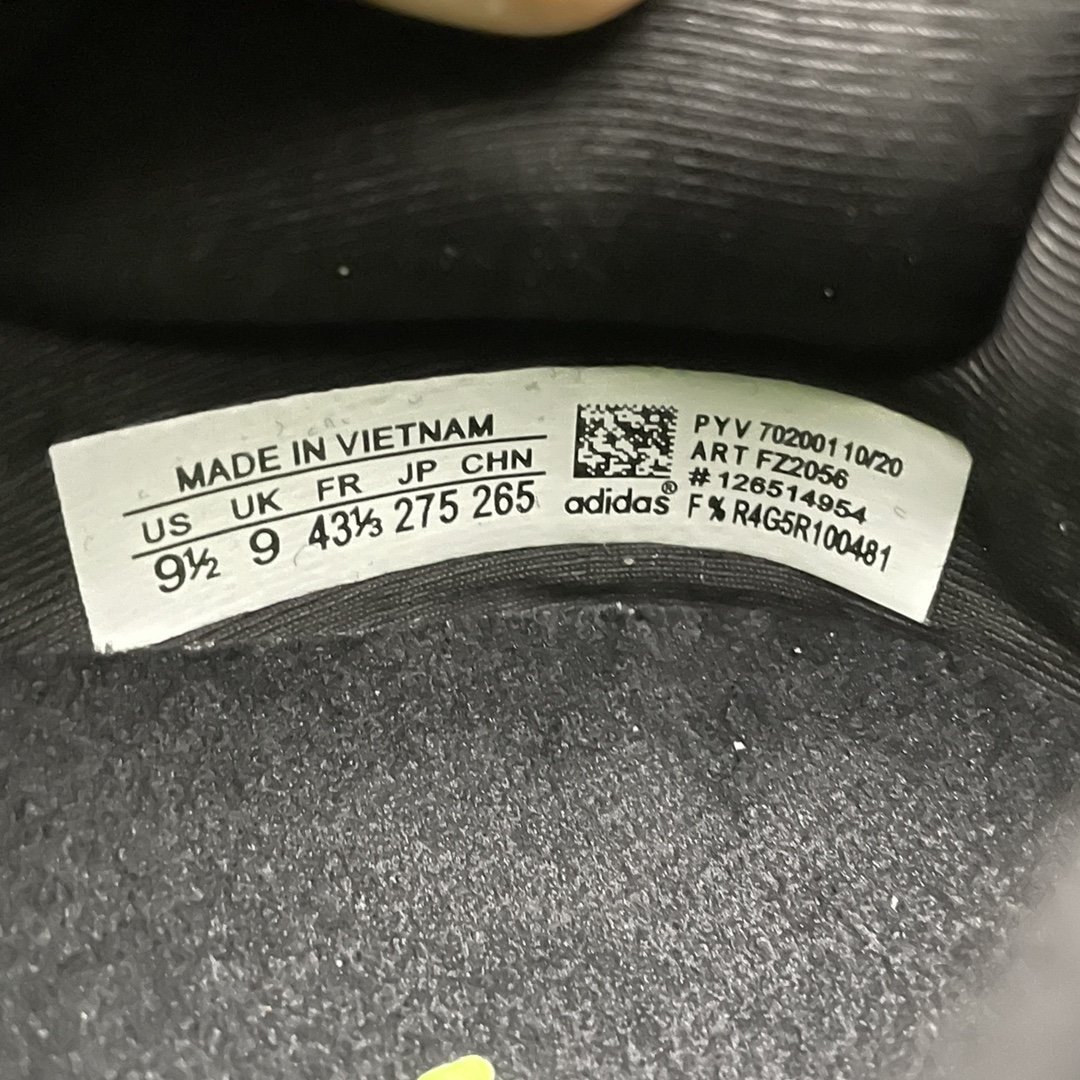 MADE IN VIETNAM
US UK FR JP CHN
9½ 9 43⅓ 275 265
adidas®
PYV 702001 10/20
ART FZ2056
# 126514954
F % R4G5R100481